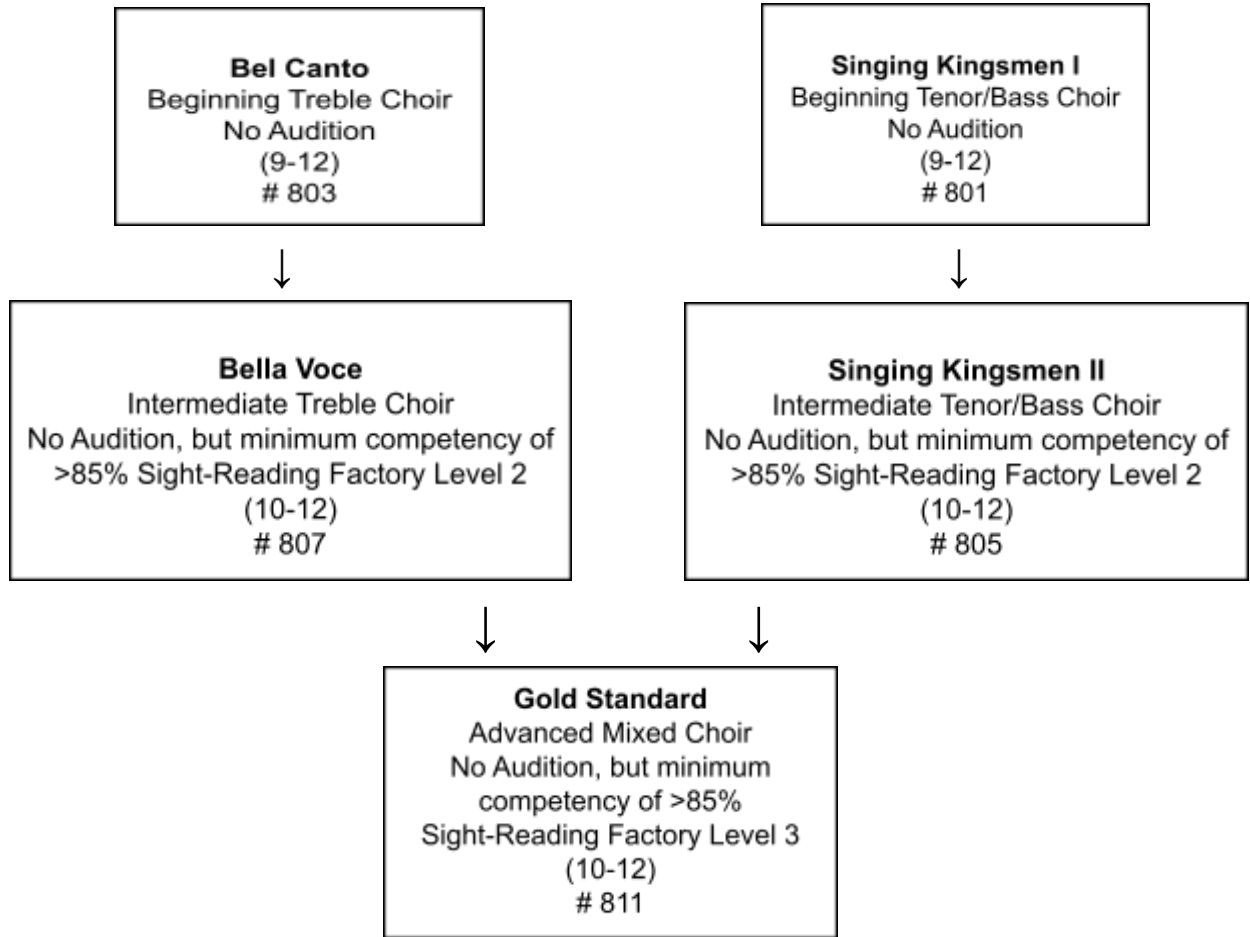 Bel Canto
Beginning Treble Choir
No Audition
(9-12)
# 803
Singing Kingsmen I
Beginning Tenor/Bass Choir
No Audition
(9-12)
# 801
Bella Voce
Intermediate Treble Choir
No Audition, but minimum competency of
>85% Sight-Reading Factory Level 2
(10-12)
# 807
Singing Kingsmen II
Intermediate Tenor/Bass Choir
No Audition, but minimum competency of
>85% Sight-Reading Factory Level 2
(10-12)
# 805
Gold Standard
Advanced Mixed Choir
No Audition, but minimum
competency of >85%
Sight-Reading Factory Level 3
(10-12)
# 811